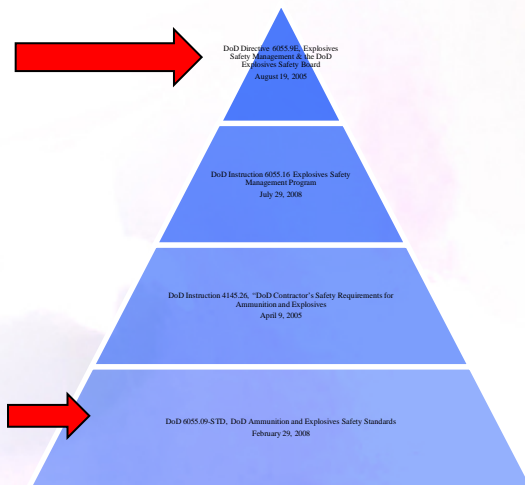 DoD Directive 6055.9E, Explosives
Safety Management & the DoD
Explosives Safety Board
August 19, 2005
DoD Instruction 6055.16 Explosives Safety
Management Program
July 29, 2008
DoD Instruction 4145.26, “DoD Contractor’s Safety Requirements for
Ammunition and Explosives
April 9, 2005
DoD 6055.09-STD, DoD Ammunition and Explosives Safety Standards
February 29, 2008